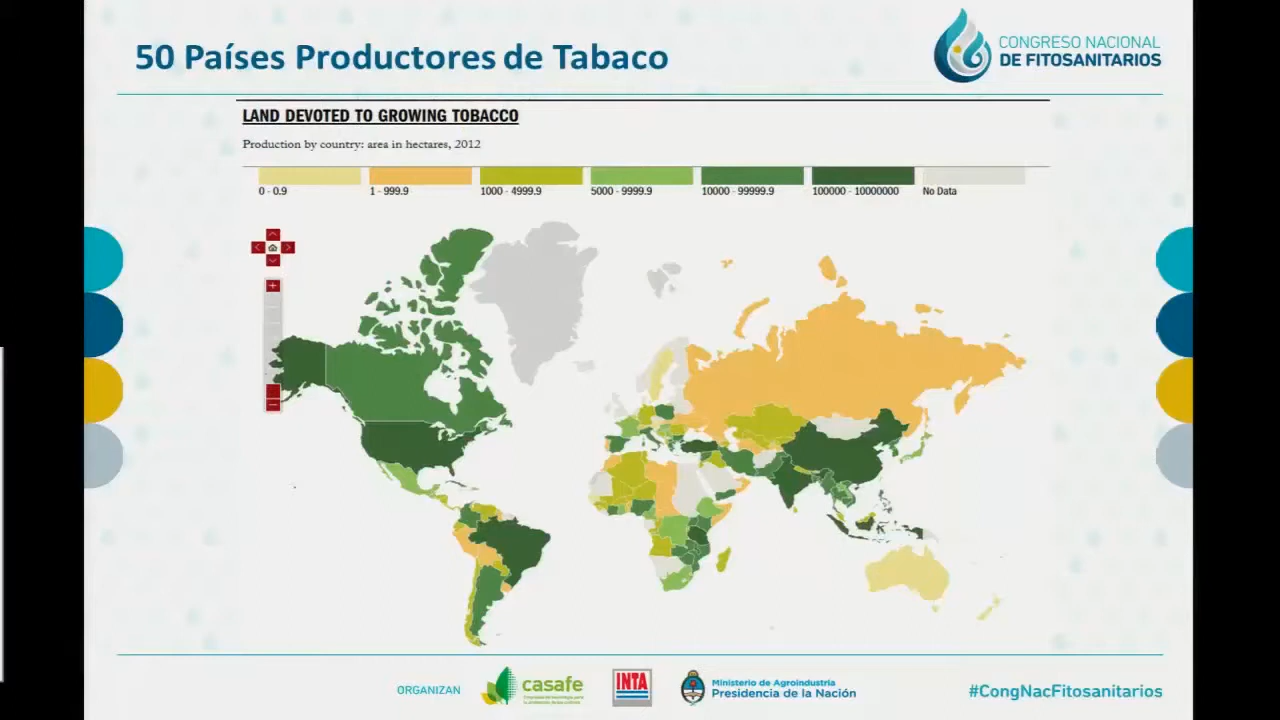 50 Países Productores de Tabaco
CONGRESO NACIONAL
DE FITOSANITARIOS
LAND DEVOTED TO GROWING TOBACCO
Production by country: area in hectares, 2012
0 - 0.9
1 - 999.9
1000 - 4999.9
5000 - 9999.9
10000 - 99999.9
100000 - 10000000
No Data
ORGANIZAN
casafe
INTA
Ministerio de Agroindustria
Presidencia de la Nación
#CongNacFitosanitarios